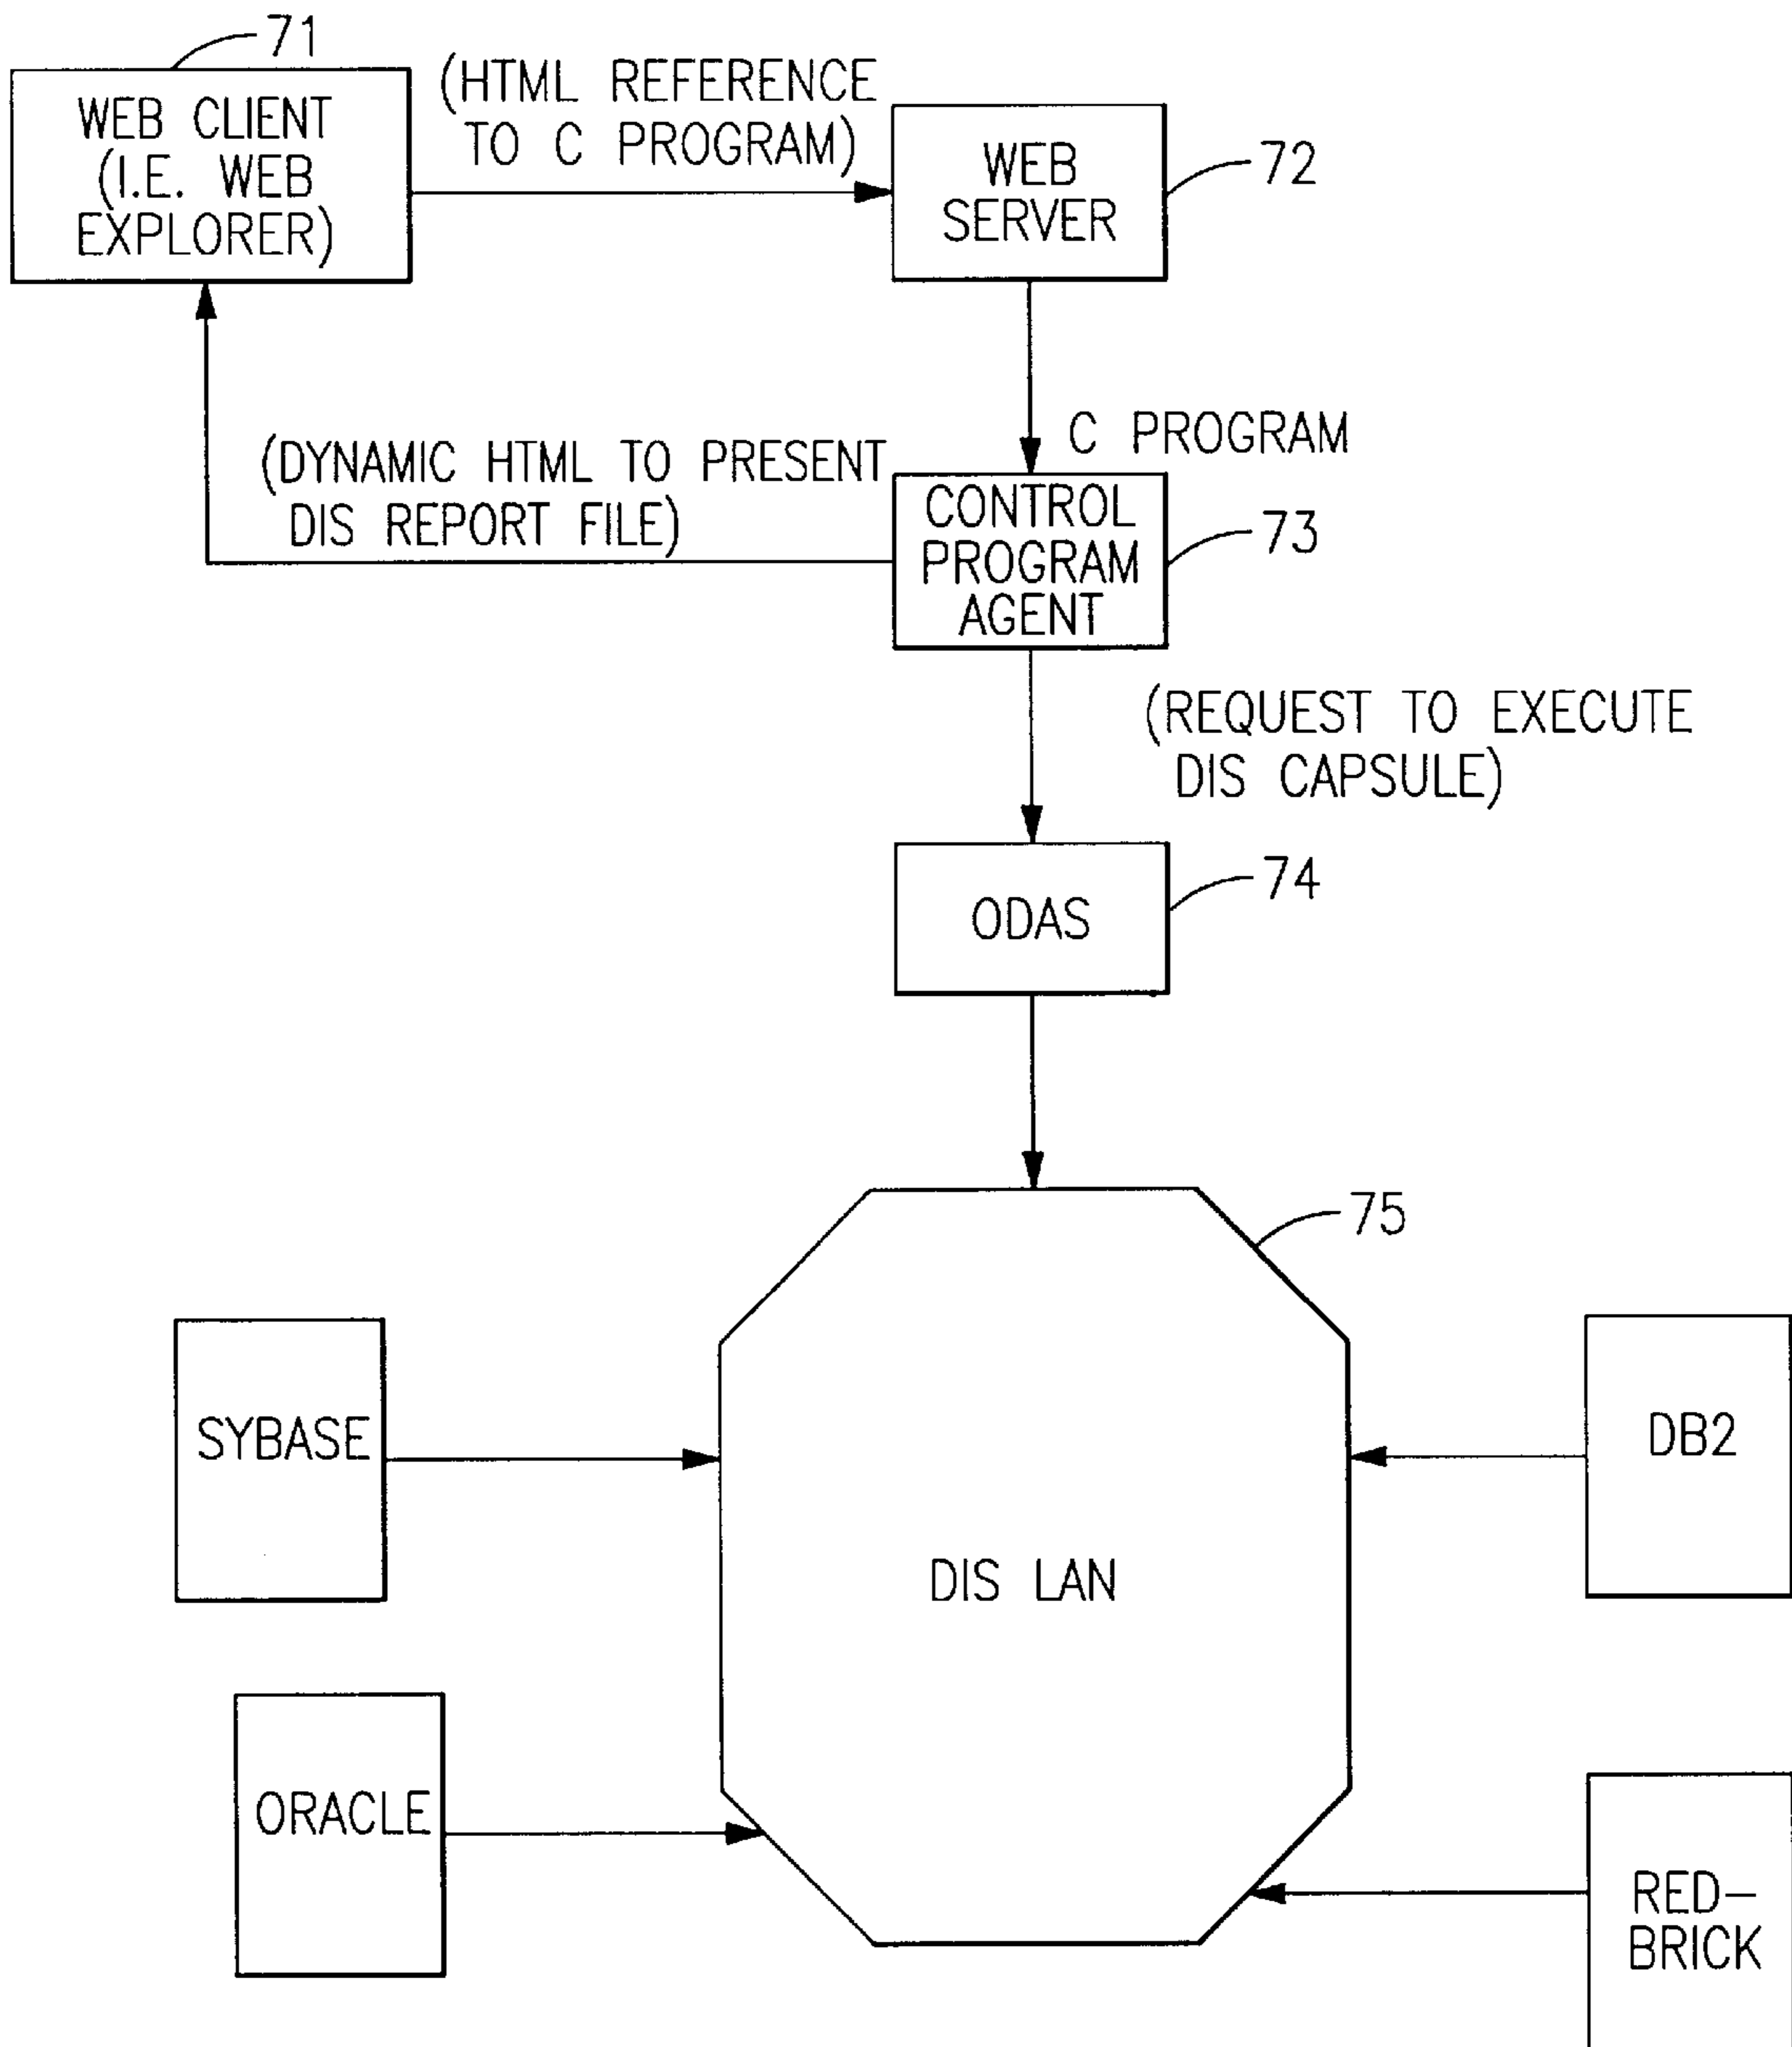 71
WEB CLIENT
(I.E. WEB
EXPLORER)
(HTML REFERENCE
TO C PROGRAM)
WEB
SERVER
72
C PROGRAM
(DYNAMIC HTML TO PRESENT
DIS REPORT FILE)
CONTROL
PROGRAM
AGENT
73
(REQUEST TO EXECUTE
DIS CAPSULE)
ODAS
74
75
SYBASE
DB2
DIS LAN
ORACLE
RED-
BRICK